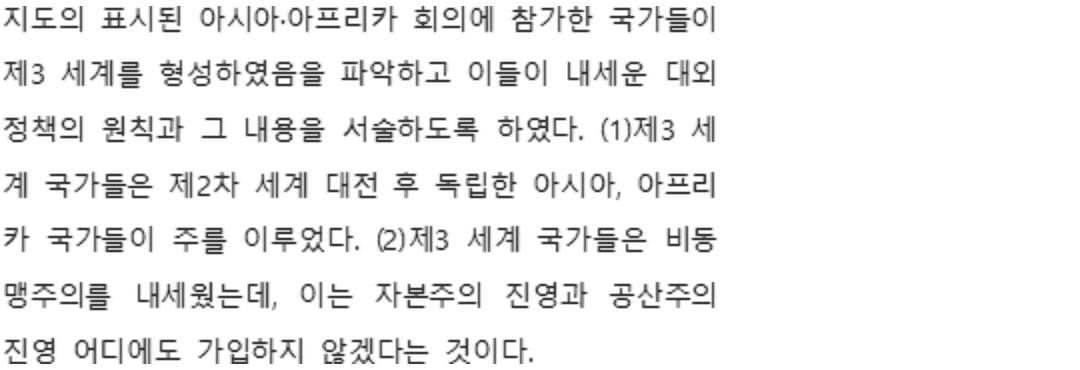 지도의 표시된 아시아·아프리카 회의에 참가한 국가들이
제3 세계를 형성하였음을 파악하고 이들이 내세운 대외
정책의 원칙과 그 내용을 서술하도록 하였다. (1)제3 세
계 국가들은 제2차 세계 대전 후 독립한 아시아, 아프리
카 국가들이 주를 이루었다. (2)제3 세계 국가들은 비동
맹주의를 내세웠는데, 이는 자본주의 진영과 공산주의
진영 어디에도 가입하지 않겠다는 것이다.